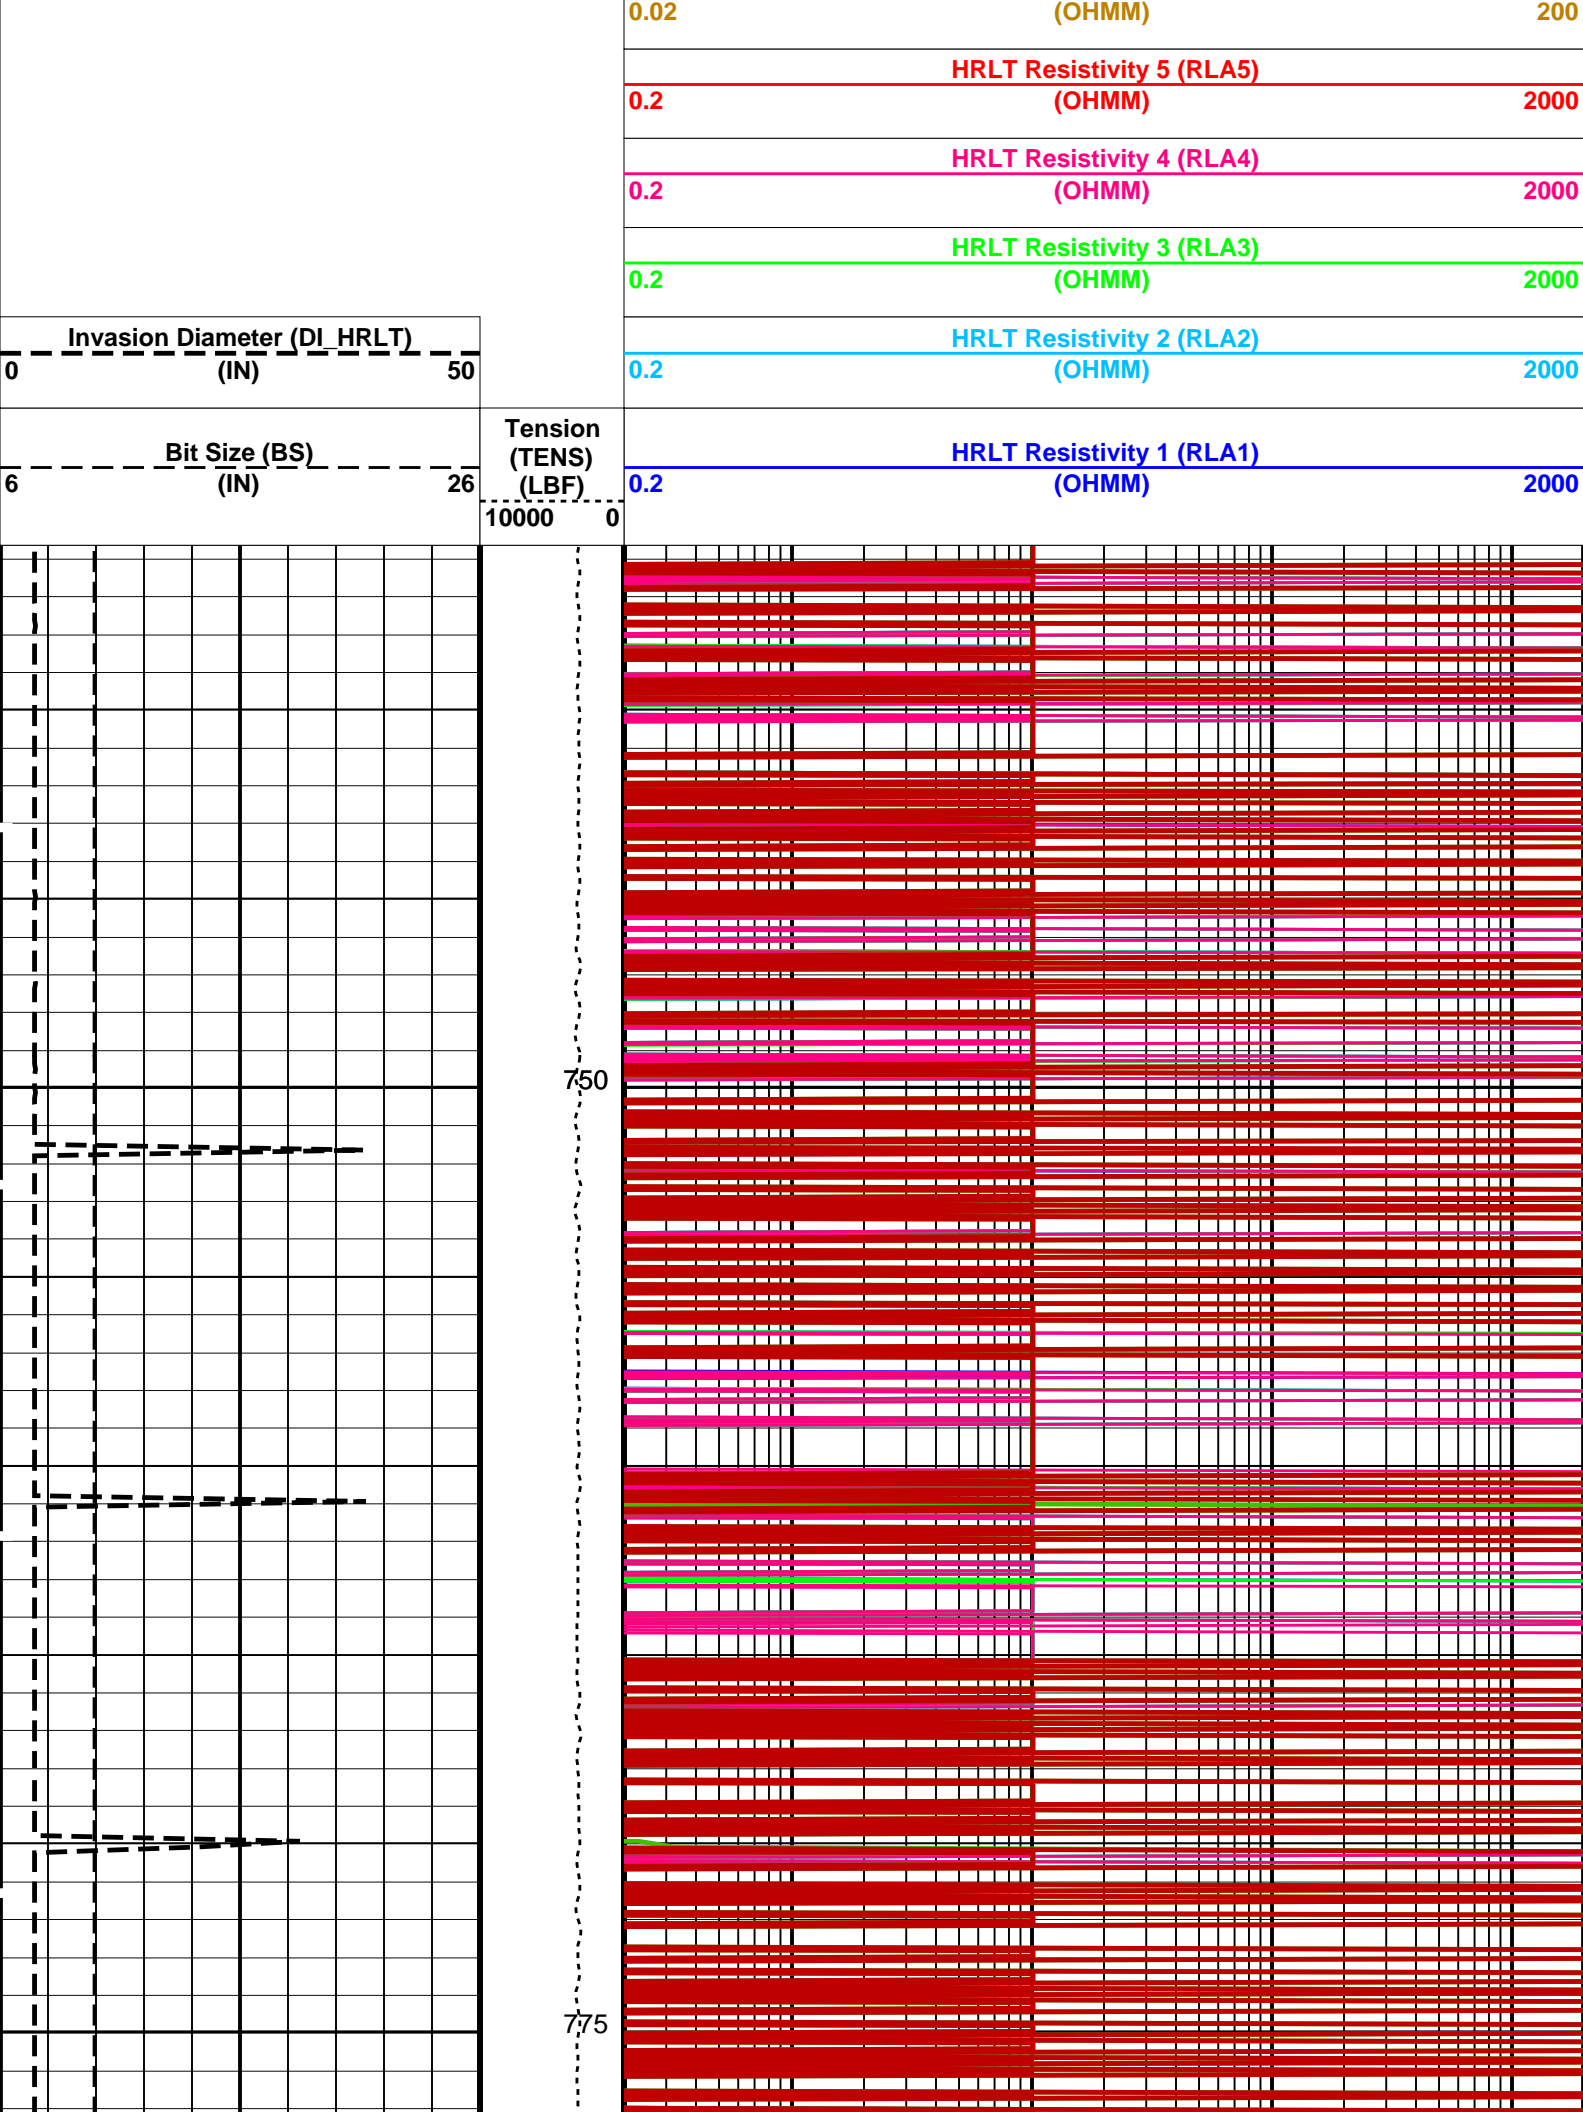 0.02 (OHMM) 200
HRLT Resistivity 5 (RLA5)
0.2 (OHMM) 2000
HRLT Resistivity 4 (RLA4)
0.2 (OHMM) 2000
HRLT Resistivity 3 (RLA3)
0.2 (OHMM) 2000
Invasion Diameter (DI_HRLT)
0 (IN) 50
HRLT Resistivity 2 (RLA2)
0.2 (OHMM) 2000
Bit Size (BS)
6 (IN) 26
Tension
(TENS)
(LBF)
10000 0
HRLT Resistivity 1 (RLA1)
0.2 (OHMM) 2000
750
775